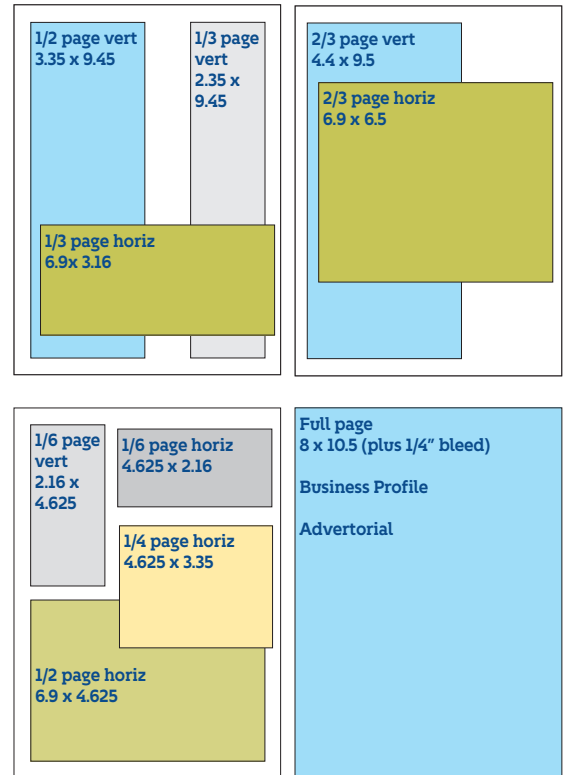 1/2 page vert
3.35 x 9.45
1/3 page
vert
2.35 x
9.45
1/3 page horiz
6.9x 3.16
2/3 page vert
4.4 x 9.5
2/3 page horiz
6.9 x 6.5
1/6 page
vert
2.16 x
4.625
1/6 page horiz
4.625 x 2.16
1/4 page horiz
4.625 x 3.35
1/2 page horiz
6.9 x 4.625
Full page
8 x 10.5 (plus 1/4” bleed)
Business Profile
Advertorial